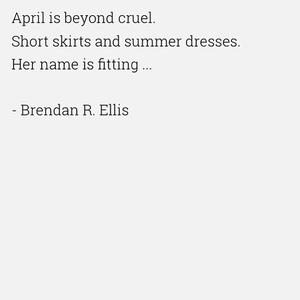 April is beyond cruel.
Short skirts and summer dresses.
Her name is fitting ...
- Brendan R. Ellis